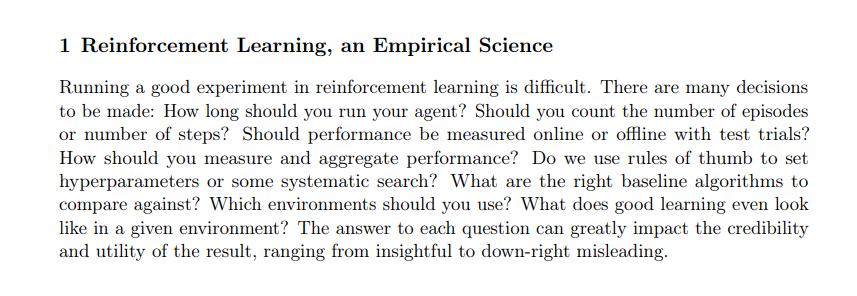 1 Reinforcement Learning, an Empirical Science
Running a good experiment in reinforcement learning is difficult. There are many decisions
to be made: How long should you run your agent? Should you count the number of episodes
or number of steps? Should performance be measured online or offline with test trials?
How should you measure and aggregate performance? Do we use rules of thumb to set
hyperparameters or some systematic search? What are the right baseline algorithms to
compare against? Which environments should you use? What does good learning even look
like in a given environment? The answer to each question can greatly impact the credibility
and utility of the result, ranging from insightful to down-right misleading.